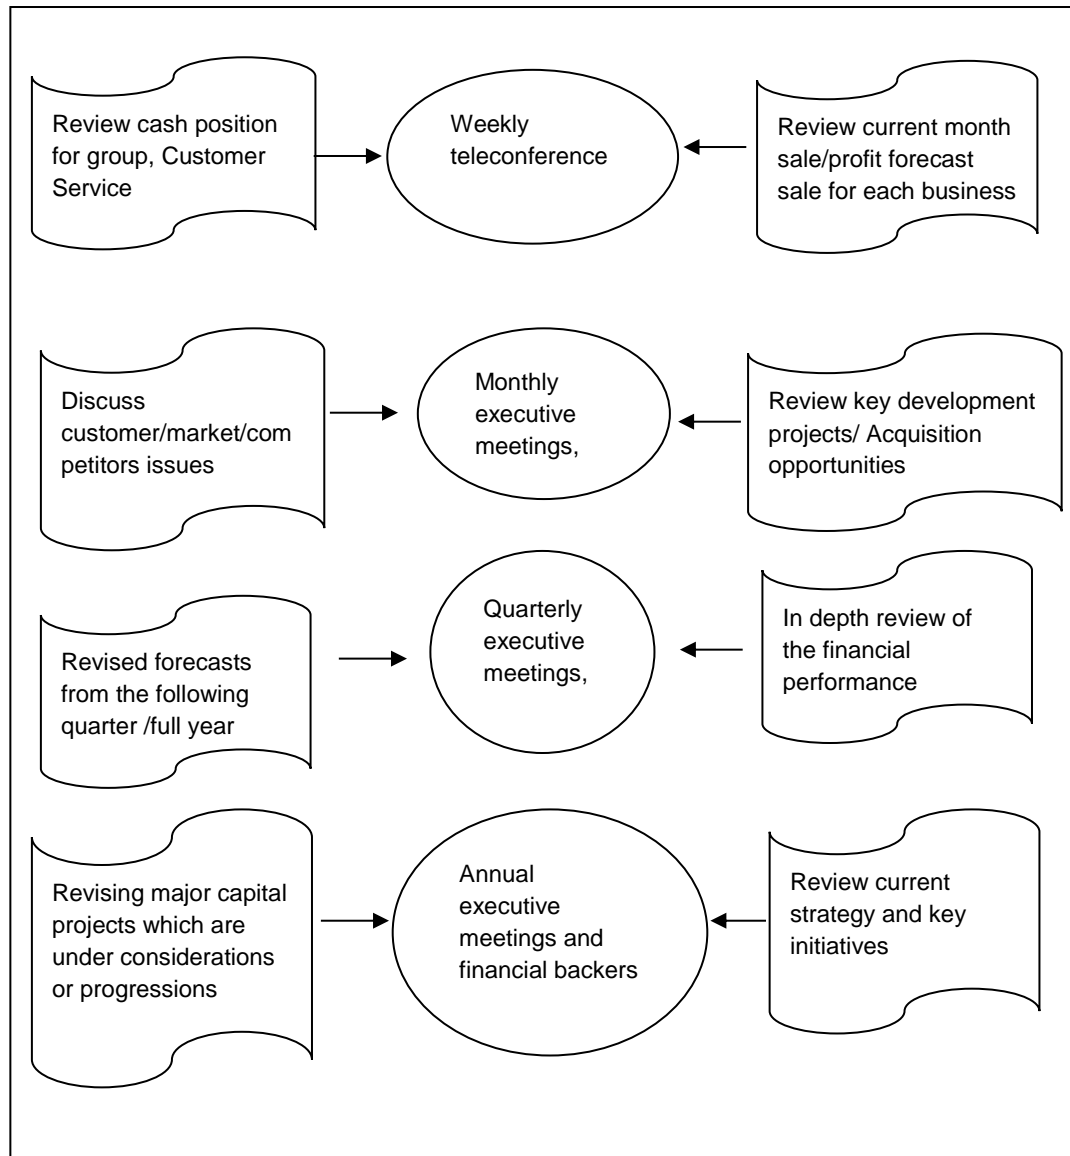 Review cash position
for group, Customer
Service
Weekly
teleconference
Review current month
sale/profit forecast
sale for each business
Discuss
customer/market/com
petitors issues
Monthly
executive
meetings,
Review key development
projects/ Acquisition
opportunities
Revised forecasts
from the following
quarter /full year
Quarterly
executive
meetings,
In depth review of
the financial
performance
Revising major capital
projects which are
under considerations
or progressions
Annual
executive
meetings and
financial backers
Review current
strategy and key
initiatives